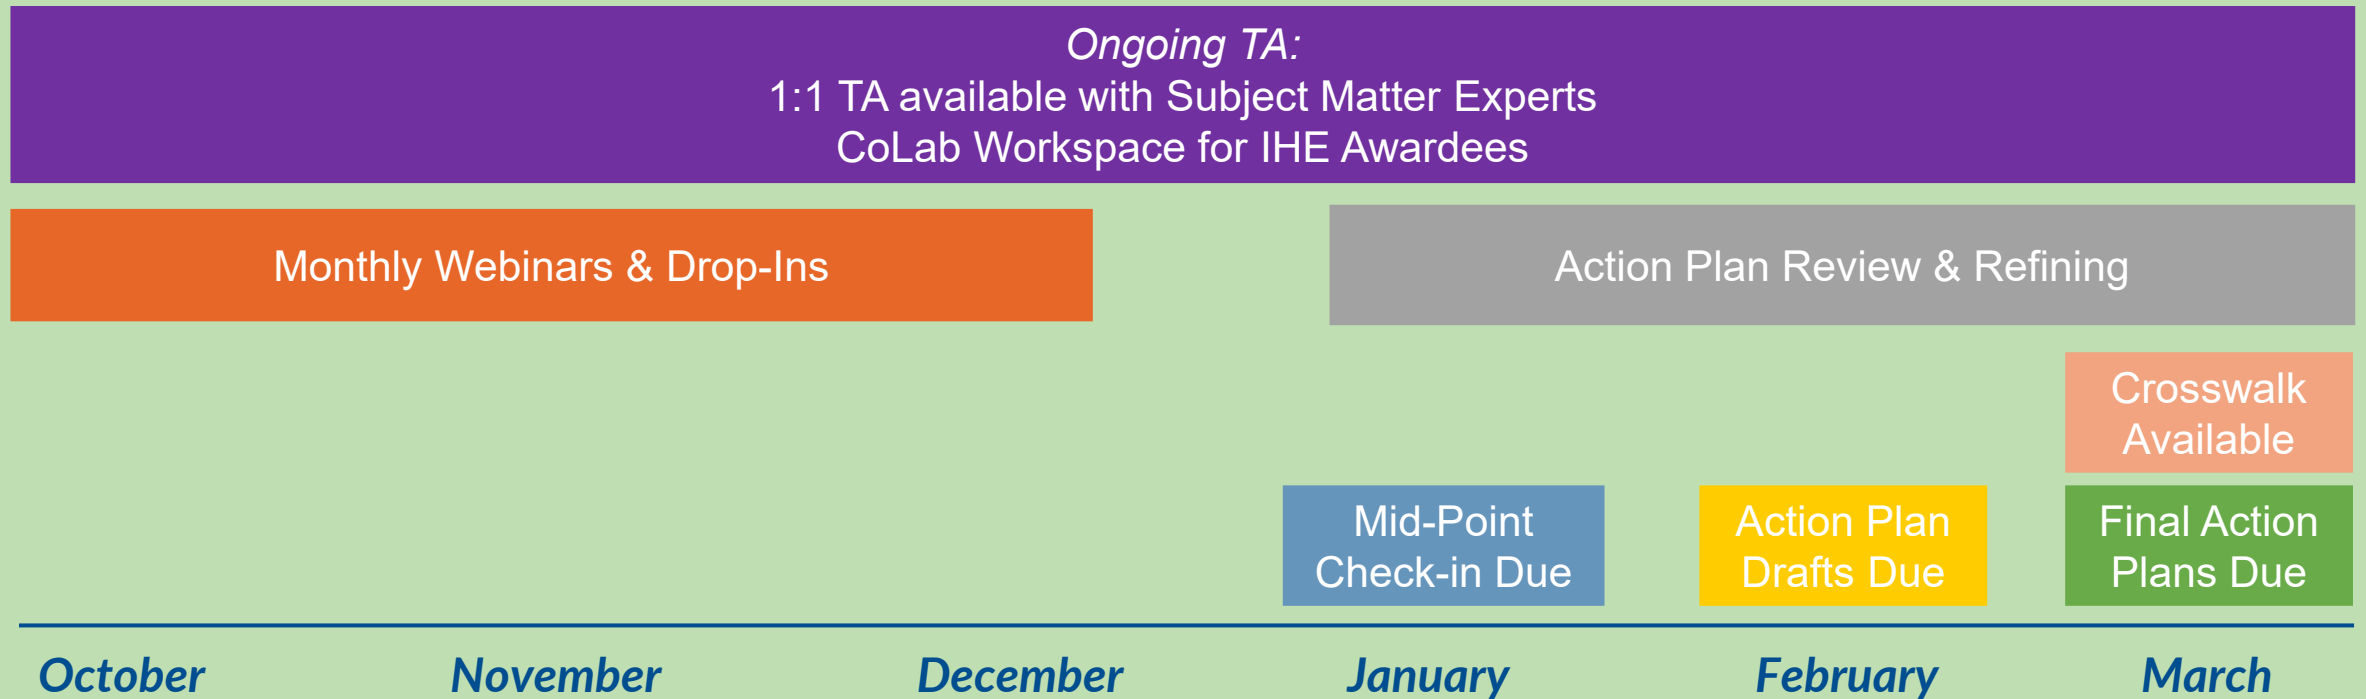 Ongoing TA:
1:1 TA available with Subject Matter Experts
CoLab Workspace for IHE Awardees
Monthly Webinars & Drop-Ins
Action Plan Review & Refining
Crosswalk
Available
Mid-Point
Check-in Due
Action Plan
Drafts Due
Final Action
Plans Due
October
November
December
January
February
March